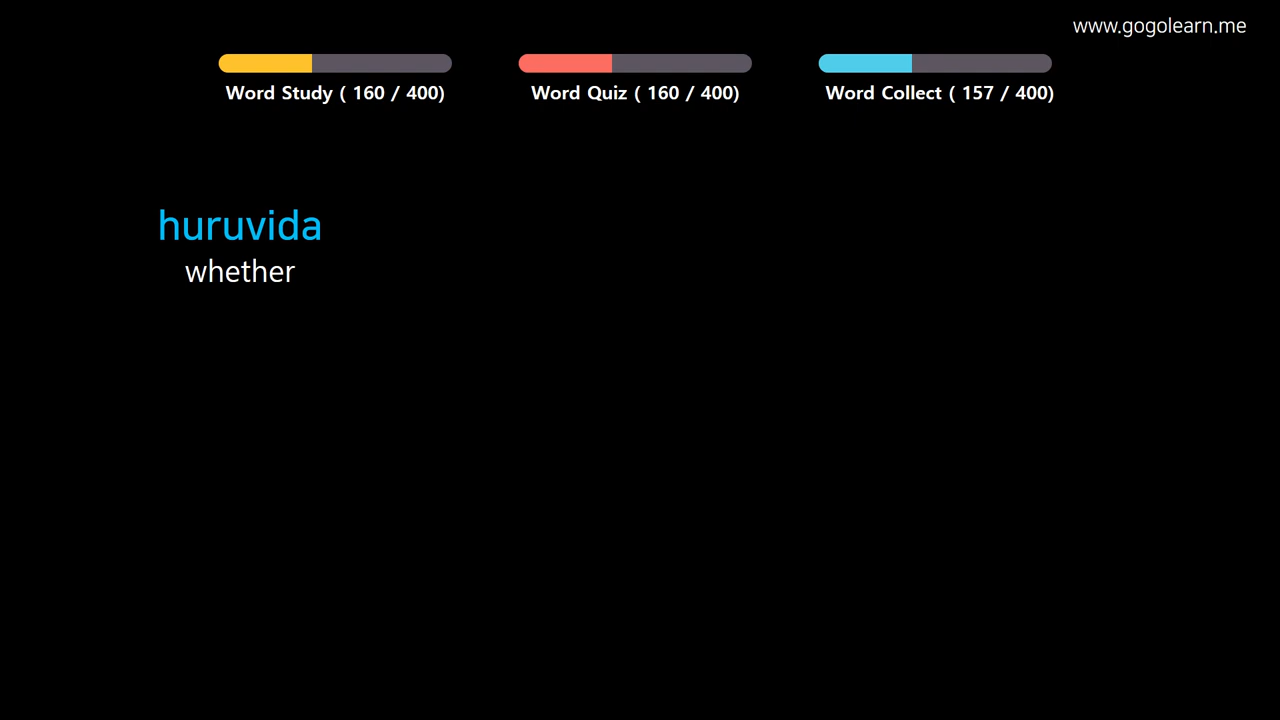 www.gogolearn.me
Word Study ( 160 / 400)
Word Quiz ( 160 / 400)
Word Collect ( 157 / 400)
huruvida
whether